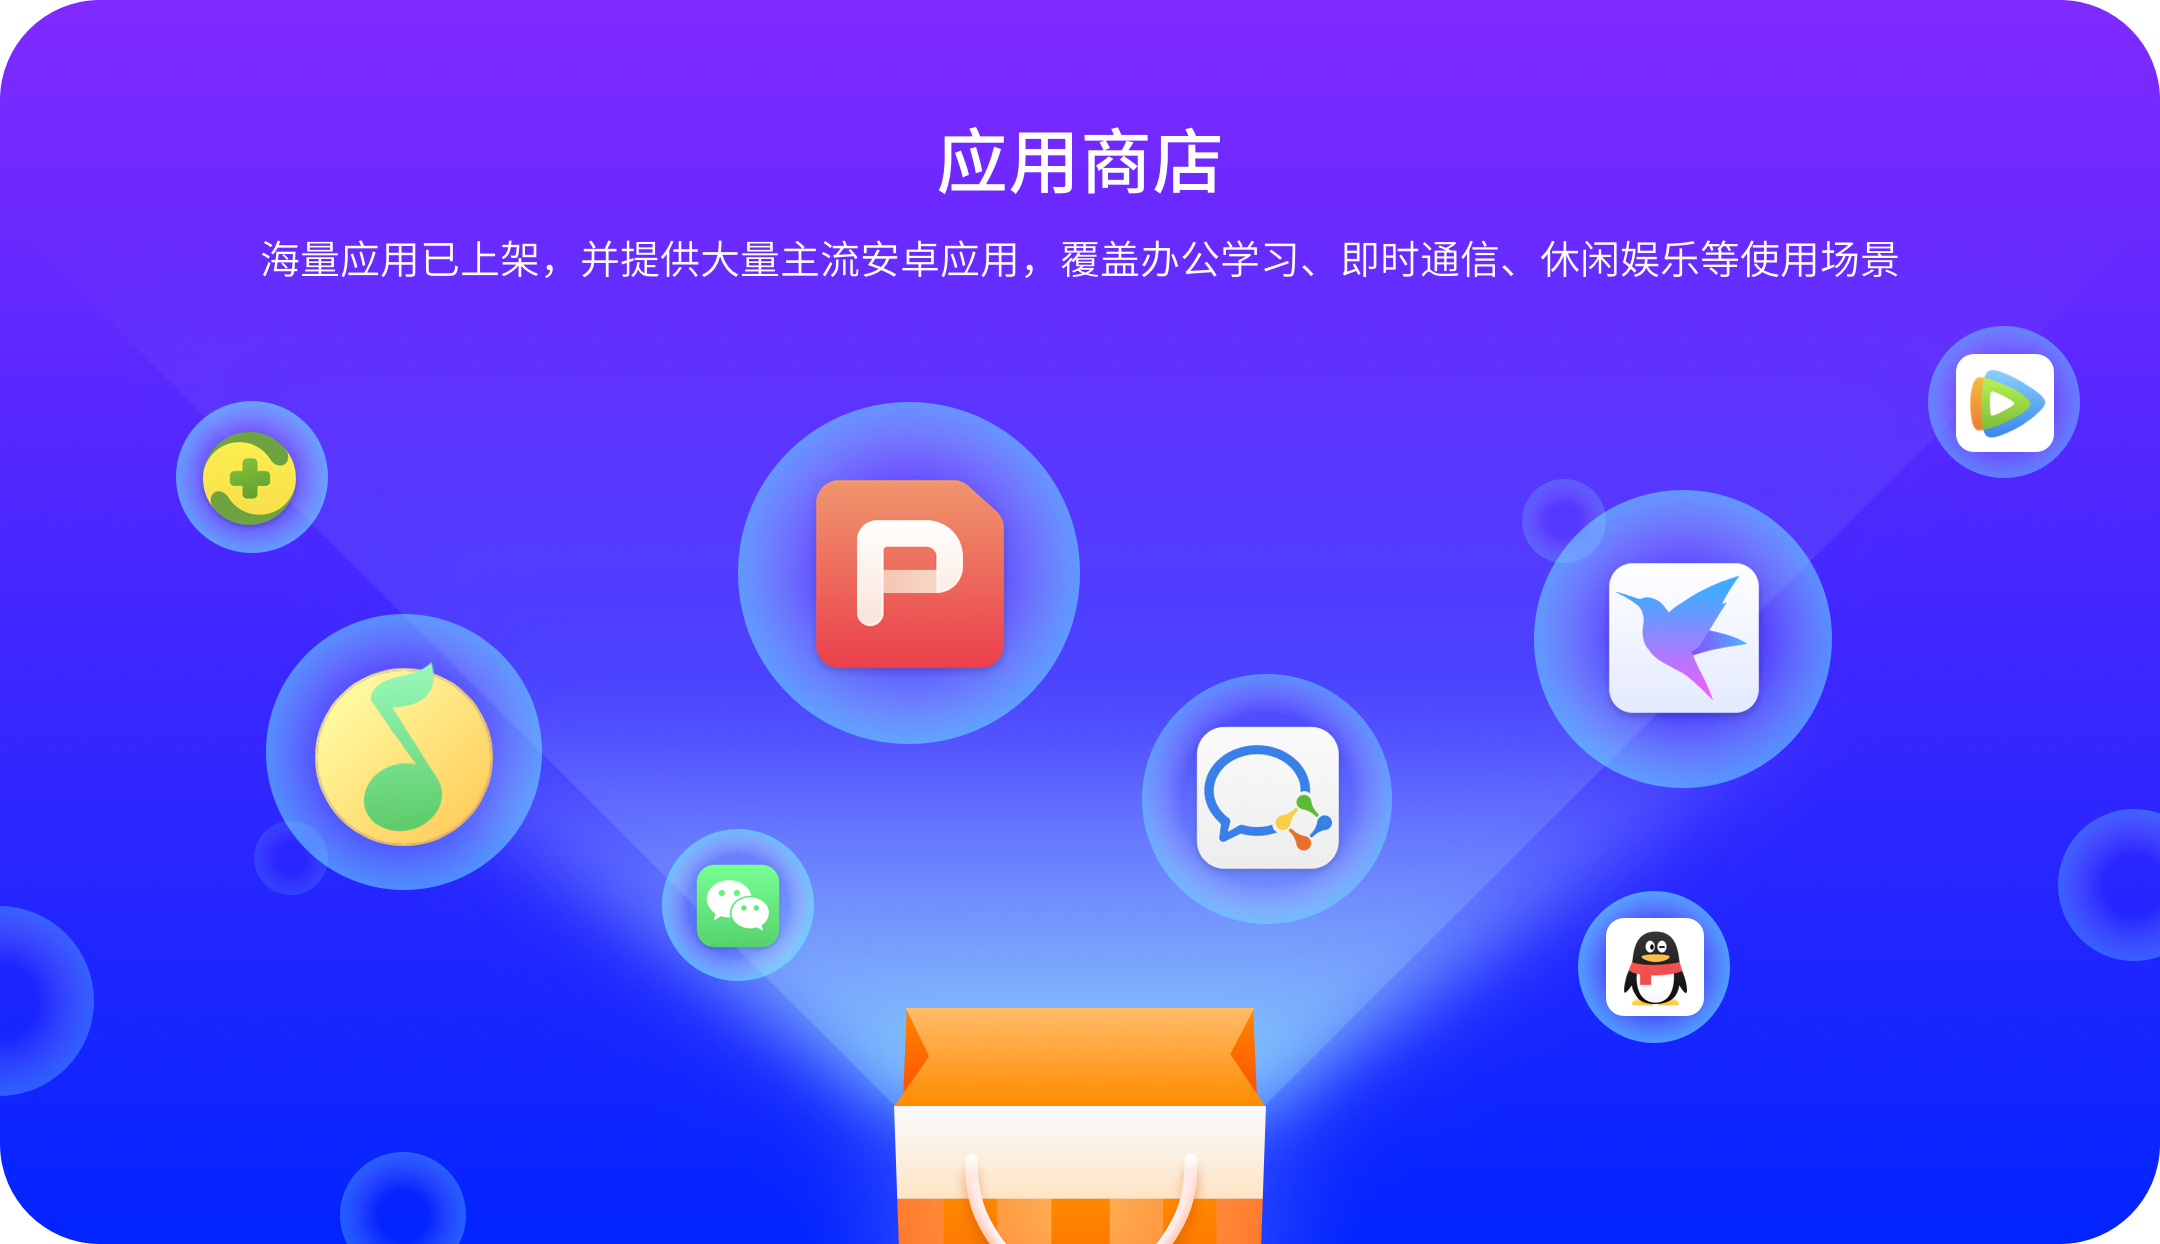 应用商店
海量应用已上架，并提供大量主流安卓应用，覆盖办公学习、即时通信、休闲娱乐等使用场景
P